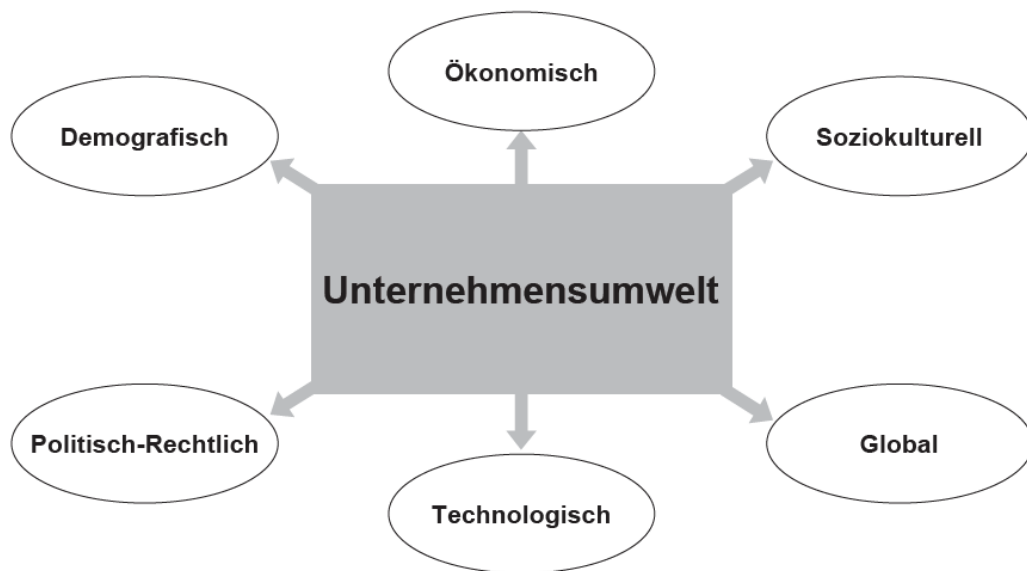 Ökonomisch
Demografisch
Soziokulturell
Unternehmensumwelt
Politisch-Rechtlich
Global
Technologisch